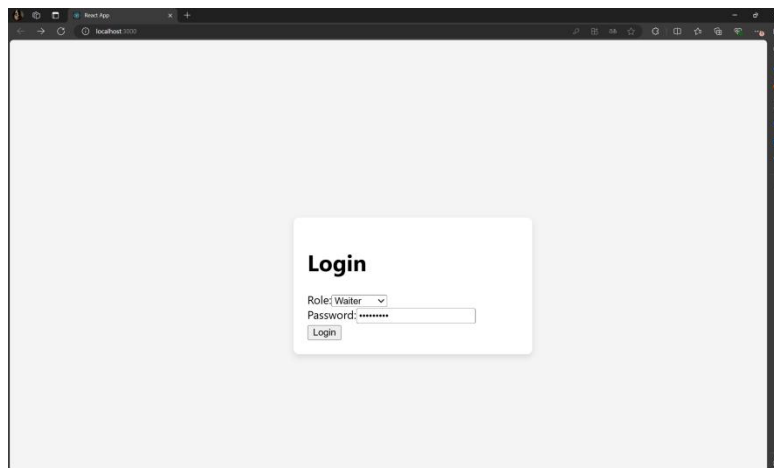 React App
localhost:3000
Login
Role: Waiter
Password: •••••••••
Login